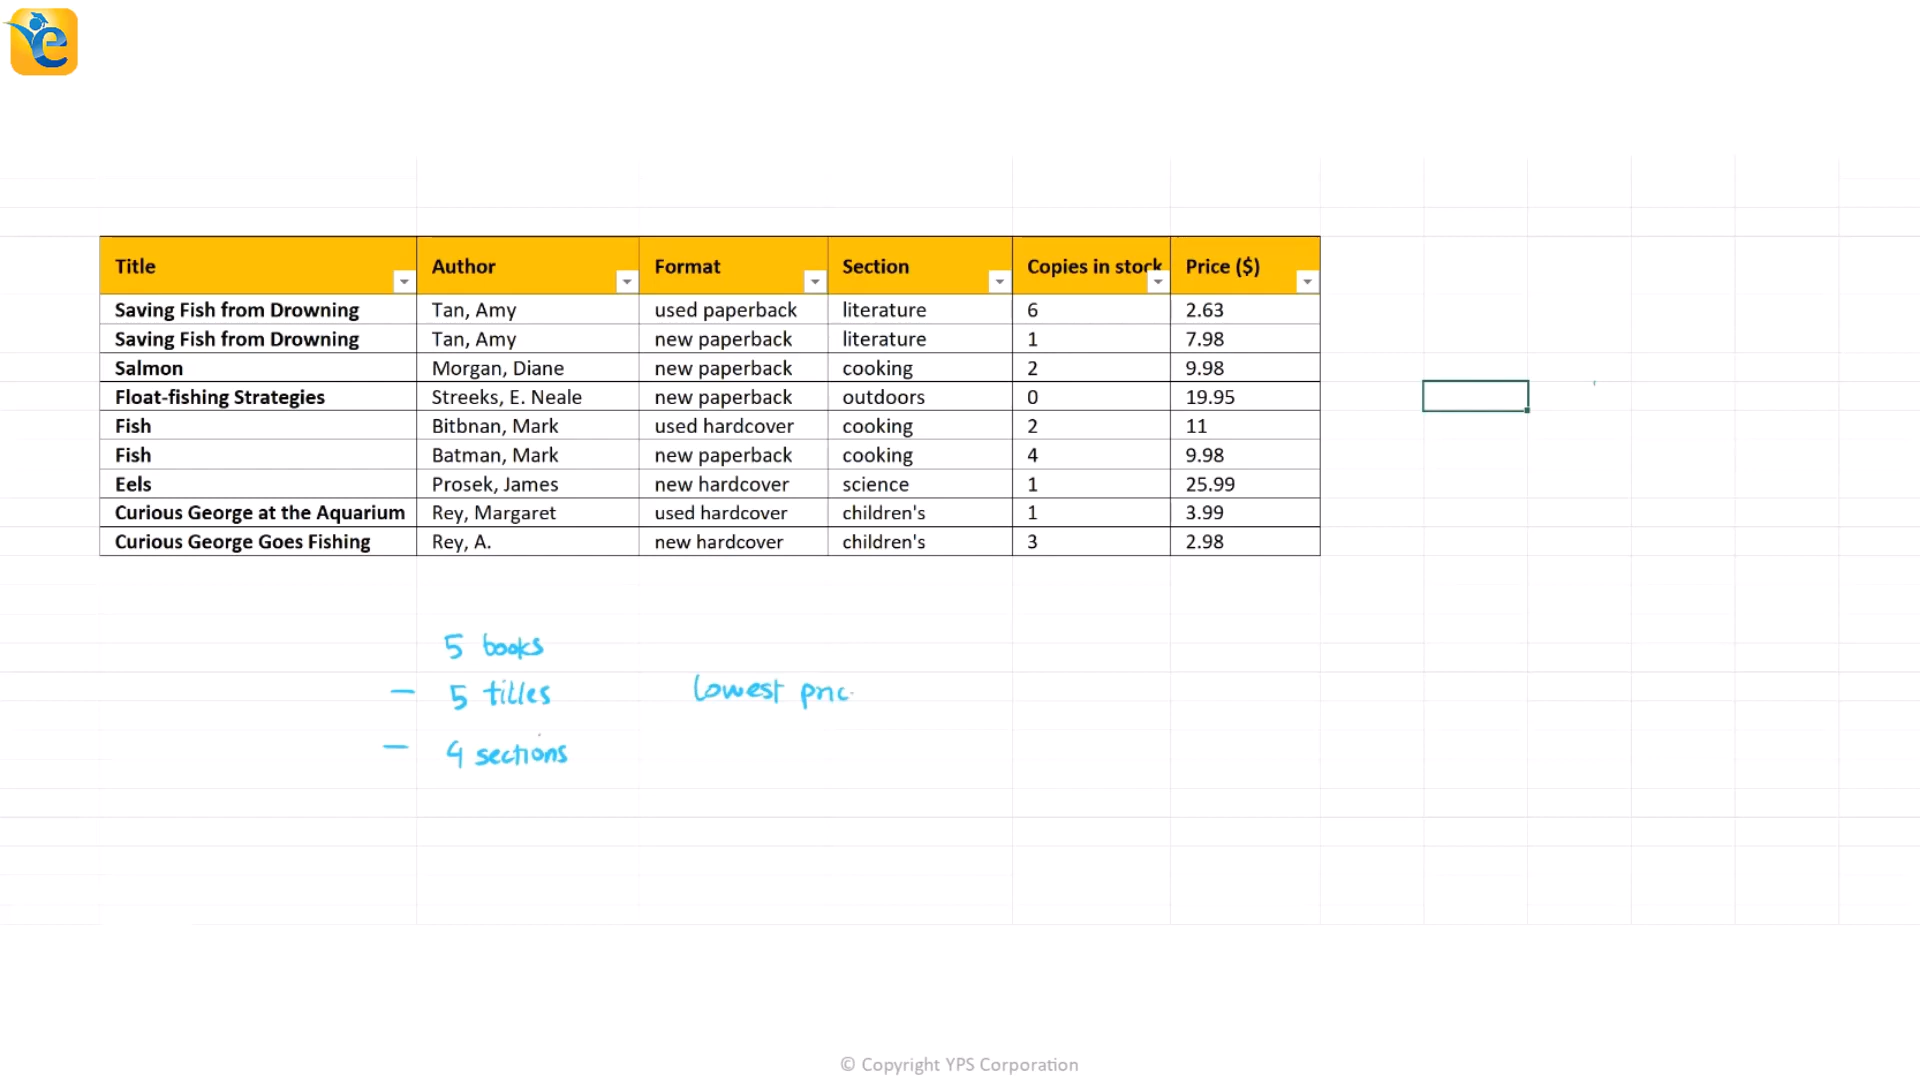 Title Author Format Section Copies in stock Price ($)
Saving Fish from Drowning Tan, Amy used paperback literature 6 2.63
Saving Fish from Drowning Tan, Amy new paperback literature 1 7.98
Salmon Morgan, Diane new paperback cooking 2 9.98
Float-fishing Strategies Streeks, E. Neale new paperback outdoors 0 19.95
Fish Bitbnan, Mark used hardcover cooking 2 11
Fish Batman, Mark new paperback cooking 4 9.98
Eels Prosek, James new hardcover science 1 25.99
Curious George at the Aquarium Rey, Margaret used hardcover children's 1 3.99
Curious George Goes Fishing Rey, A. new hardcover children's 3 2.98
5 books
– 5 titles lowest pric
– 4 sections
© Copyright YPS Corporation